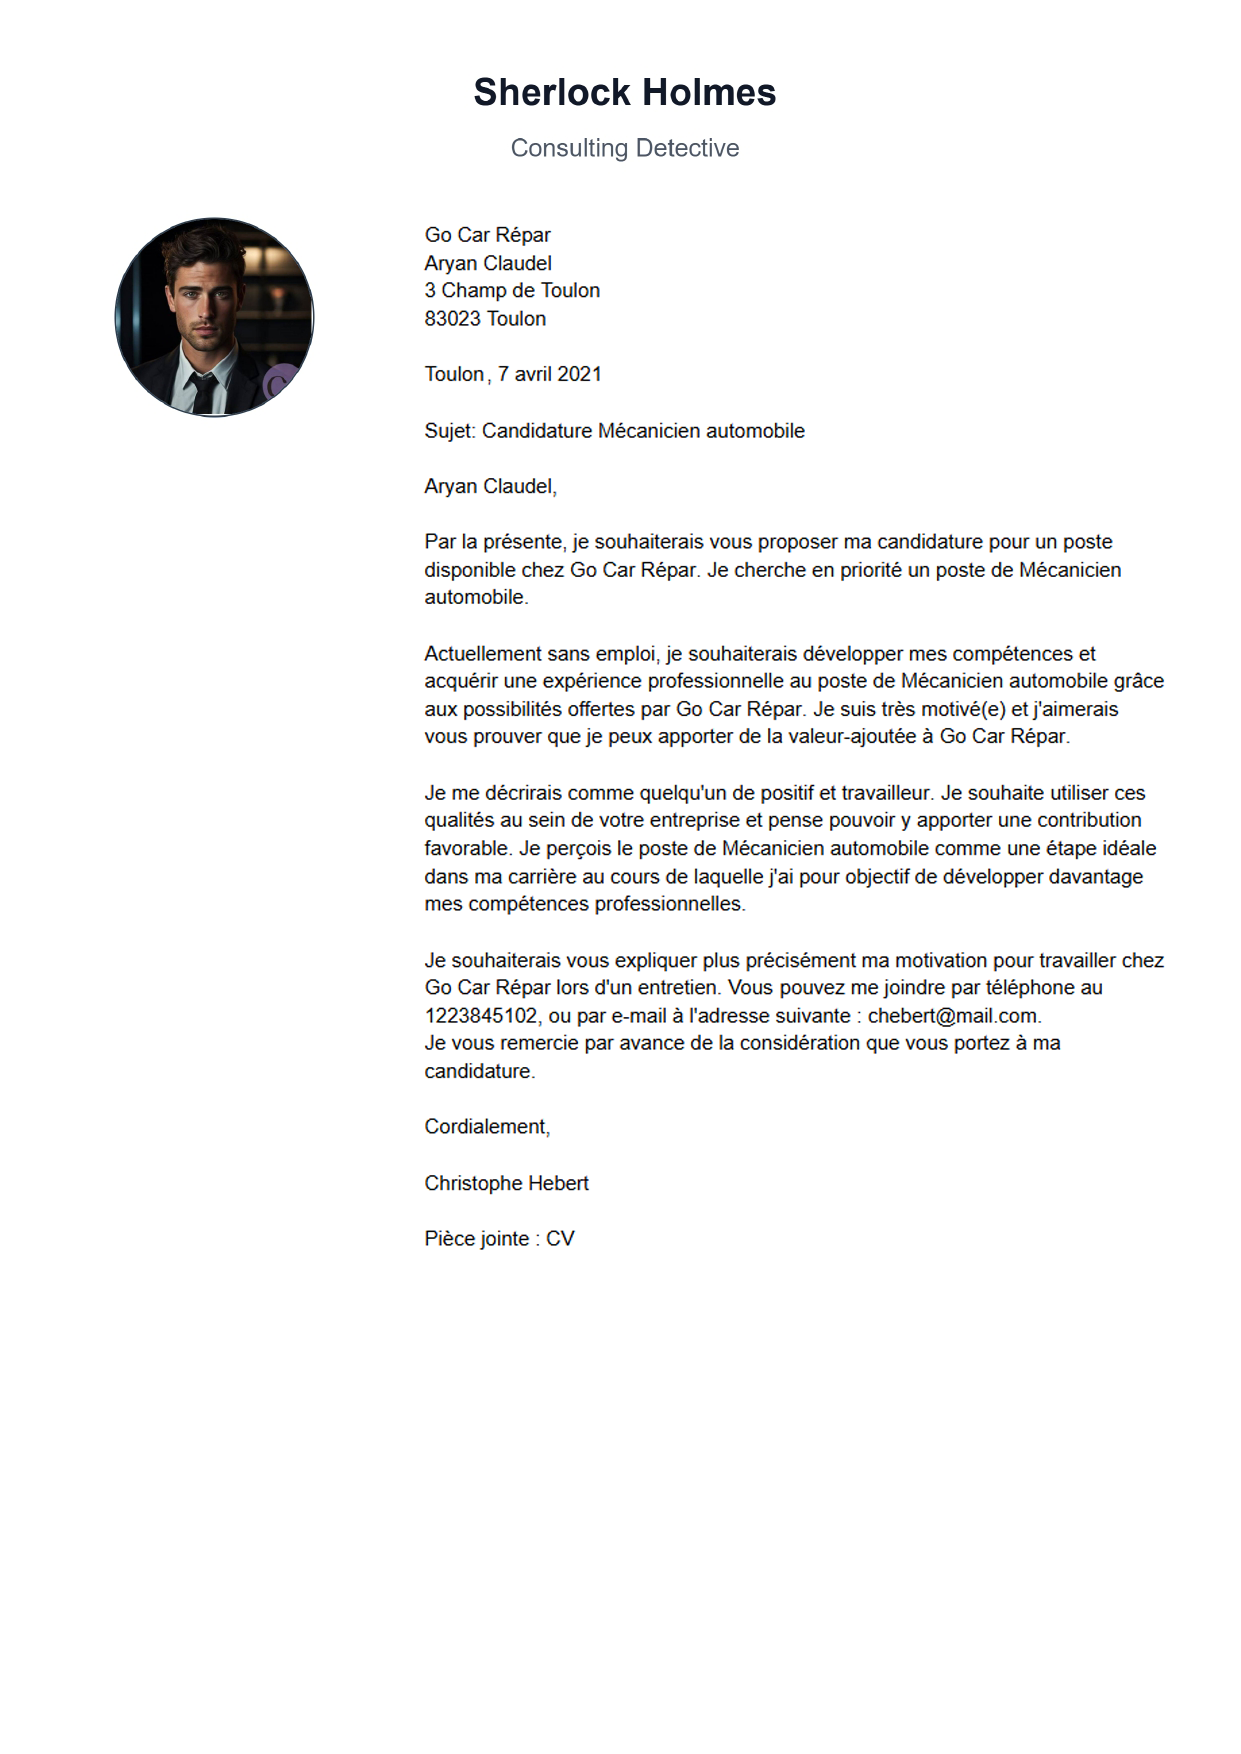 Sherlock Holmes
Consulting Detective
Go Car Répar
Aryan Claudel
3 Champ de Toulon
83023 Toulon
Toulon, 7 avril 2021
Sujet: Candidature Mécanicien automobile
Aryan Claudel,
Par la présente, je souhaiterais vous proposer ma candidature pour un poste
disponible chez Go Car Répar. Je cherche en priorité un poste de Mécanicien
automobile.
Actuellement sans emploi, je souhaiterais développer mes compétences et
acquérir une expérience professionnelle au poste de Mécanicien automobile grâce
aux possibilités offertes par Go Car Répar. Je suis très motivé(e) et j'aimerais
vous prouver que je peux apporter de la valeur-ajoutée à Go Car Répar.
Je me décrirais comme quelqu'un de positif et travailleur. Je souhaite utiliser ces
qualités au sein de votre entreprise et pense pouvoir y apporter une contribution
favorable. Je perçois le poste de Mécanicien automobile comme une étape idéale
dans ma carrière au cours de laquelle j'ai pour objectif de développer davantage
mes compétences professionnelles.
Je souhaiterais vous expliquer plus précisément ma motivation pour travailler chez
Go Car Répar lors d'un entretien. Vous pouvez me joindre par téléphone au
1223845102, ou par e-mail à l'adresse suivante : chebert@mail.com.
Je vous remercie par avance de la considération que vous portez à ma
candidature.
Cordialement,
Christophe Hebert
Pièce jointe : CV